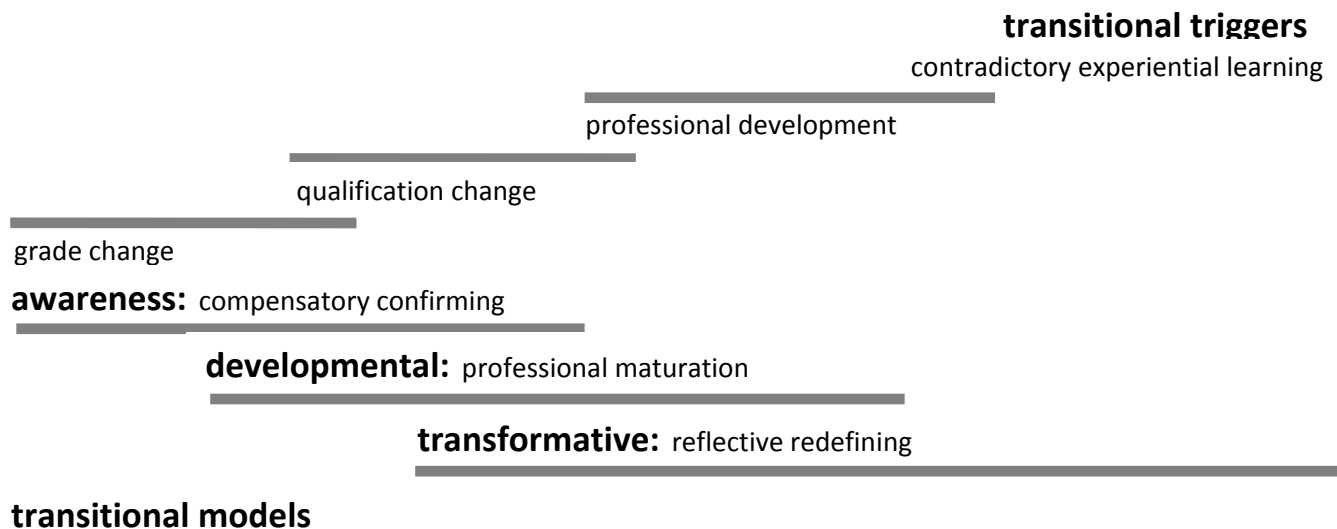 transitional triggers
contradictory experiential learning
professional development
qualification change
grade change
awareness: compensatory confirming
developmental: professional maturation
transformative: reflective redefining
transitional models